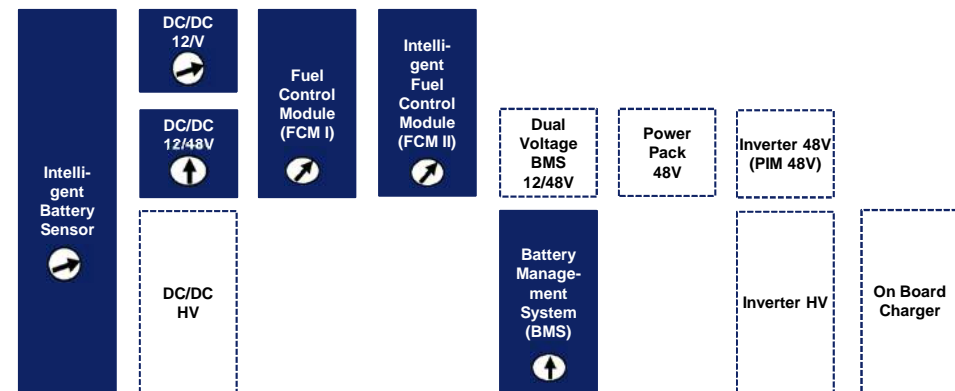 Intelli-
gent
Battery
Sensor
DC/DC
12/V
DC/DC
12/48V
DC/DC
HV
Fuel
Control
Module
(FCM I)
Intelli-
gent
Fuel
Control
Module
(FCM II)
Dual
Voltage
BMS
12/48V
Battery
Manage-
ment
System
(BMS)
Power
Pack
48V
Inverter 48V
(PIM 48V)
Inverter HV
On Board
Charger